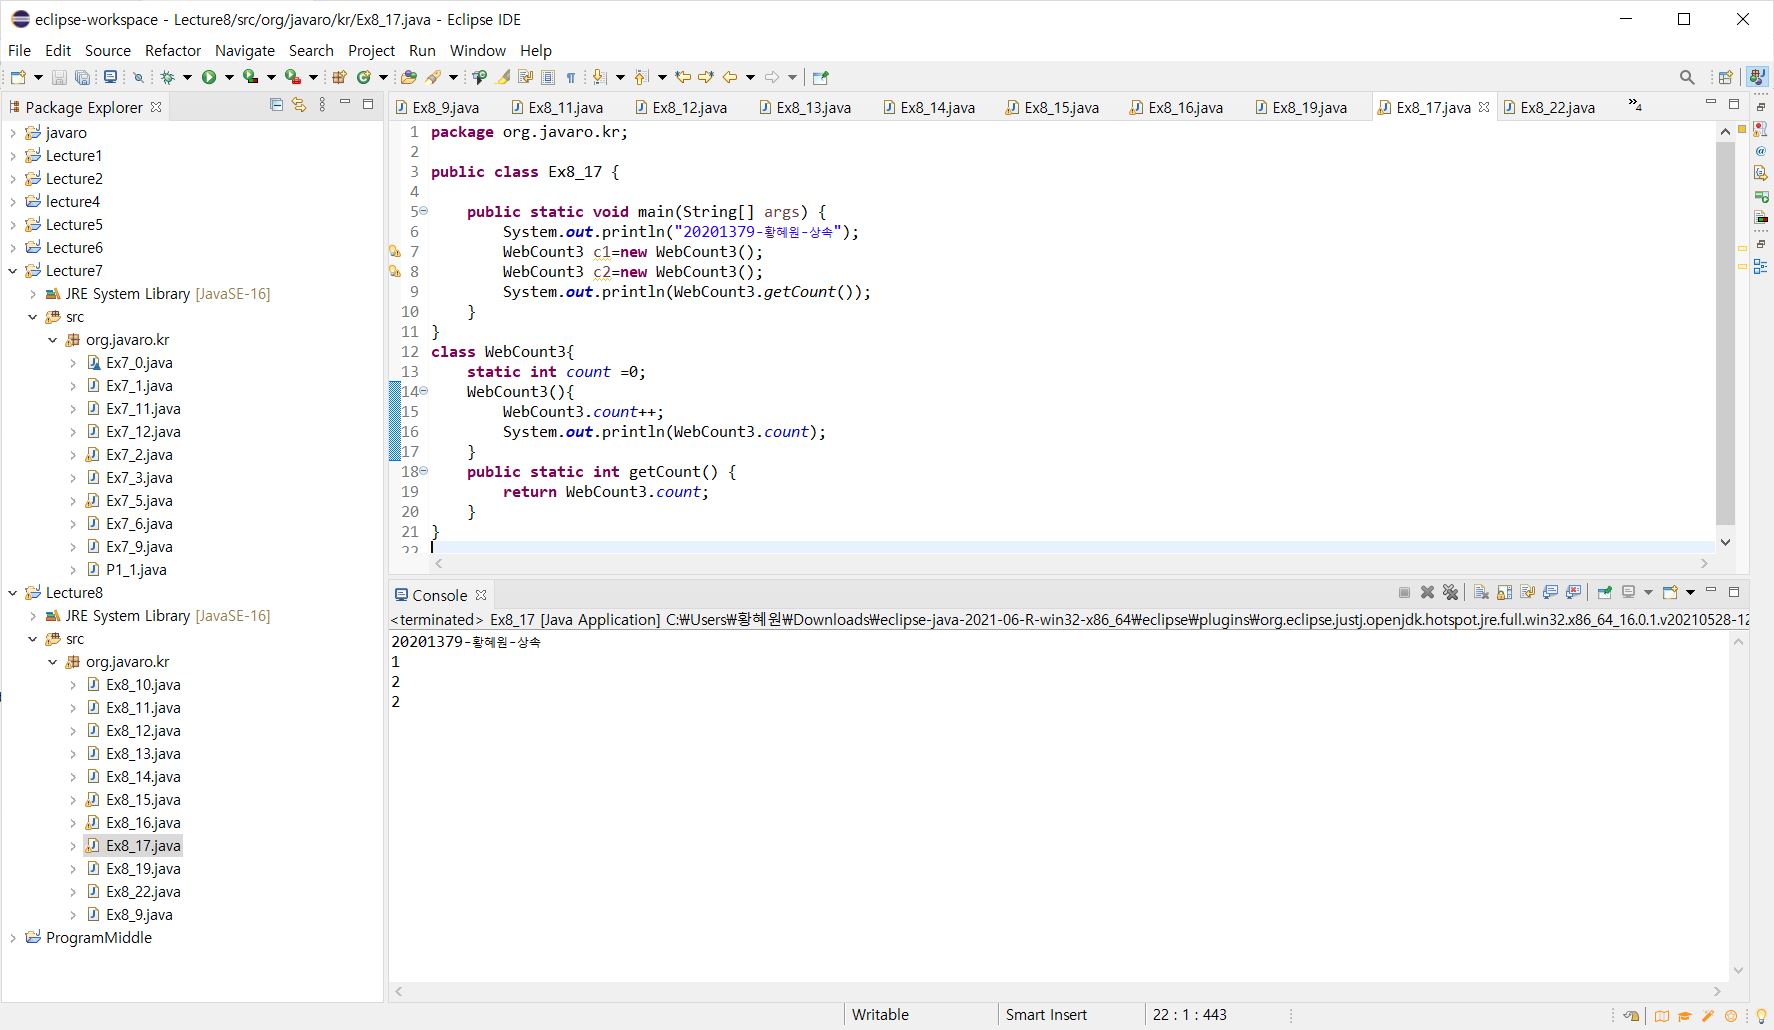 eclipse-workspace - Lecture8/src/org/javaro/kr/Ex8_17.java - Eclipse IDE
File Edit Source Refactor Navigate Search Project Run Window Help
Package Explorer
javaro
Lecture1
Lecture2
lecture4
Lecture5
Lecture6
Lecture7
JRE System Library [JavaSE-16]
src
org.javaro.kr
Ex7_0.java
Ex7_1.java
Ex7_11.java
Ex7_12.java
Ex7_2.java
Ex7_3.java
Ex7_5.java
Ex7_6.java
Ex7_9.java
P1_1.java
Lecture8
JRE System Library [JavaSE-16]
src
org.javaro.kr
Ex8_10.java
Ex8_11.java
Ex8_12.java
Ex8_13.java
Ex8_14.java
Ex8_15.java
Ex8_16.java
Ex8_17.java
Ex8_19.java
Ex8_22.java
Ex8_9.java
ProgramMiddle
Ex8_9.java Ex8_11.java Ex8_12.java Ex8_13.java Ex8_14.java Ex8_15.java Ex8_16.java Ex8_19.java Ex8_17.java Ex8_22.java »4
1 package org.javaro.kr;
2
3 public class Ex8_17 {
4
5 public static void main(String[] args) {
6 System.out.println("20201379-황혜원-상속");
7 WebCount3 c1=new WebCount3();
8 WebCount3 c2=new WebCount3();
9 System.out.println(WebCount3.getCount());
10 }
11 }
12 class WebCount3{
13 static int count =0;
14 WebCount3(){
15 WebCount3.count++;
16 System.out.println(WebCount3.count);
17 }
18 public static int getCount() {
19 return WebCount3.count;
20 }
21 }
22
Console
<terminated> Ex8_17 [Java Application] C:₩Users₩황혜원₩Downloads₩eclipse-java-2021-06-R-win32-x86_64₩eclipse₩plugins₩org.eclipse.justj.openjdk.hotspot.jre.full.win32.x86_64_16.0.1.v20210528-12
20201379-황혜원-상속
1
2
2
Writable Smart Insert 22 : 1 : 443